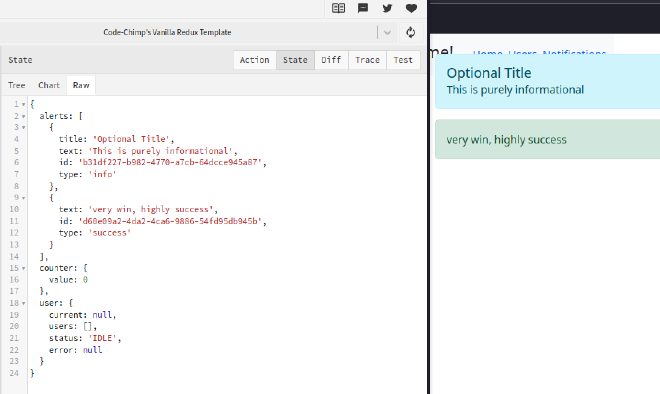 Code-Chimp's Vanilla Redux Template
State
Action State Diff Trace Test
Tree Chart Raw
1 {
2 alerts: [
3 {
4 title: 'Optional Title',
5 text: 'This is purely informational',
6 id: 'b31df227-b982-4770-a7cb-64dcce945a87',
7 type: 'info'
8 },
9 {
10 text: 'very win, highly success',
11 id: 'd60e09a2-4da2-4ca6-9886-54fd95db945b',
12 type: 'success'
13 }
14 ],
15 counter: {
16 value: 0
17 },
18 user: {
19 current: null,
20 users: [],
21 status: 'IDLE',
22 error: null
23 }
24 }
me! Home Users Notifications
Optional Title
This is purely informational
very win, highly success